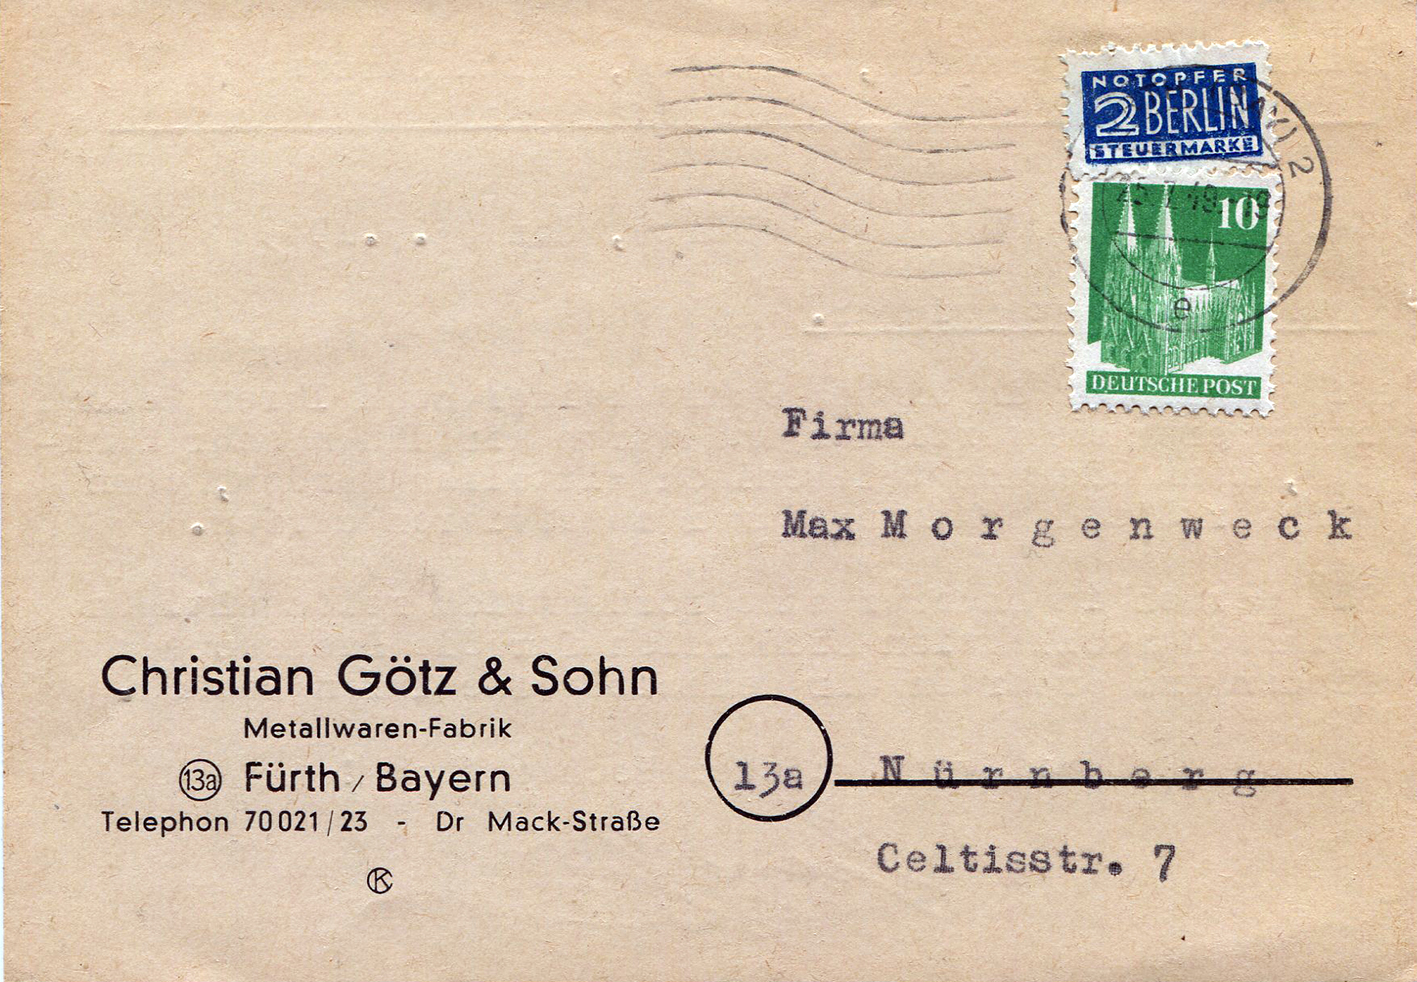 NOTOPFER
2 BERLIN
STEUERMARKE
2
10
e
DEUTSCHE POST
Firma
Max Morgenweck
Christian Götz & Sohn
Metallwaren-Fabrik
13a Fürth / Bayern
Telephon 70021/23 - Dr Mack-Straße
K
13a Nürnberg
Celtisstr. 7